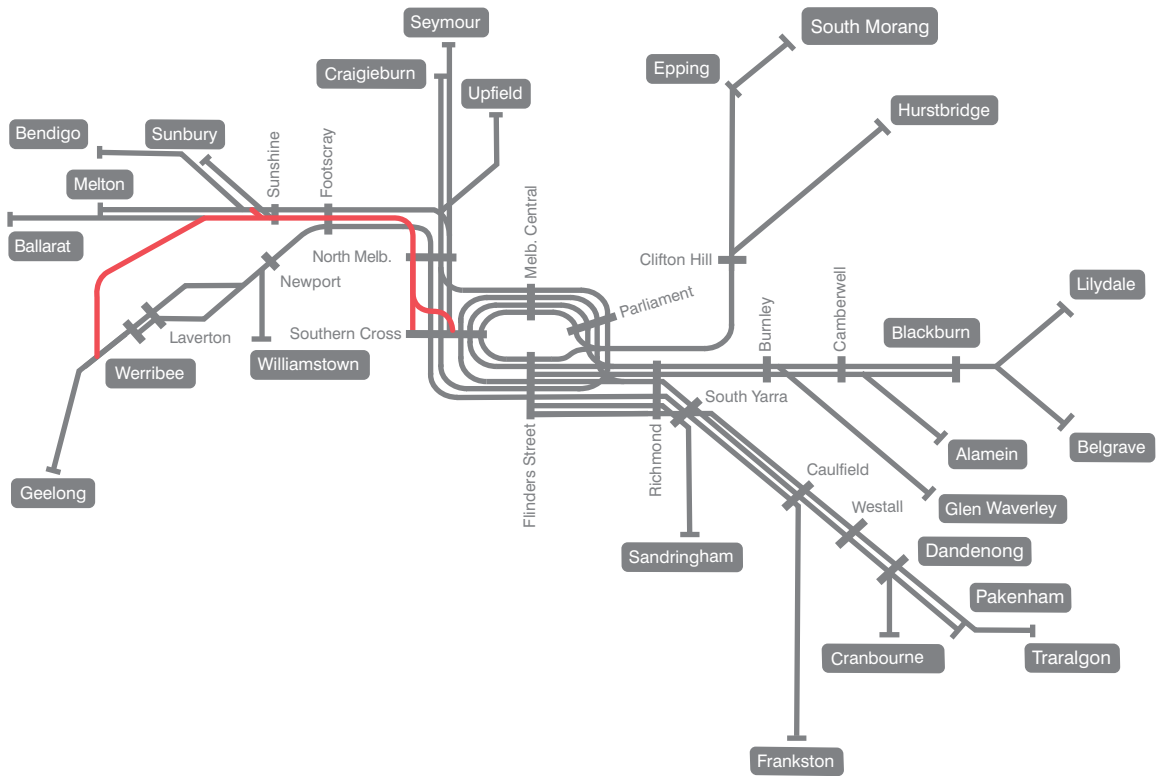 Seymour
South Morang
Craigieburn
Epping
Upfield
Hurstbridge
Bendigo
Sunbury
Sunshine
Footscray
Melton
Ballarat
North Melb.
Melb. Central
Clifton Hill
Newport
Parliament
Lilydale
Southern Cross
Laverton
Burnley
Camberwell
Blackburn
Werribee
Williamstown
South Yarra
Flinders Street
Richmond
Belgrave
Alamein
Caulfield
Geelong
Westall
Glen Waverley
Sandringham
Dandenong
Pakenham
Cranbourne
Traralgon
Frankston